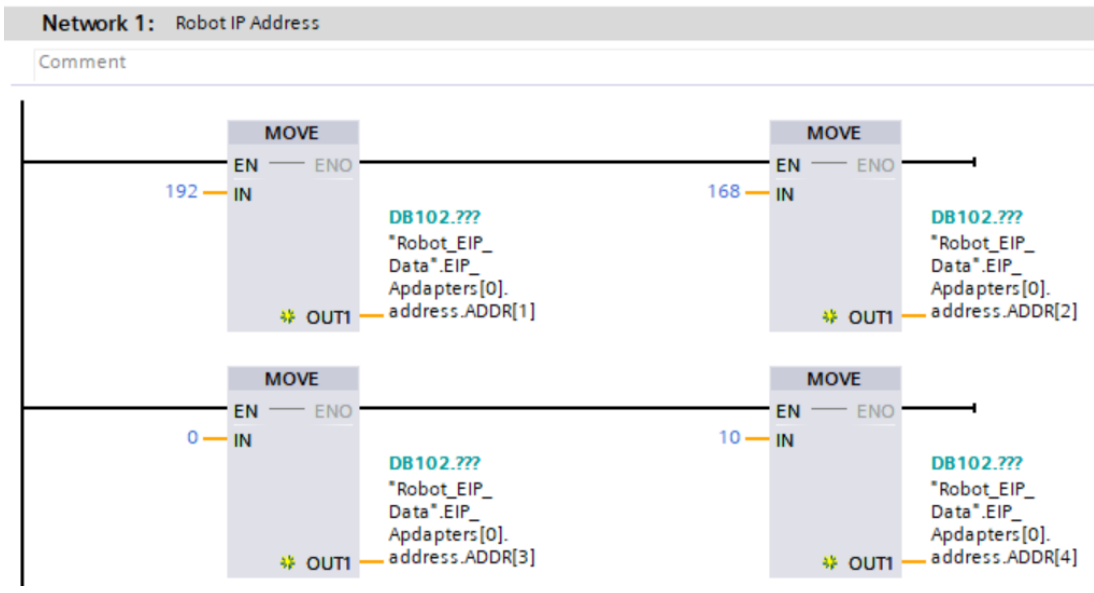 Network 1: Robot IP Address
Comment
MOVE
EN ENO
192 IN
DB102.???
"Robot_EIP_
Data".EIP_
Apdapters[0].
OUT1 address.ADDR[1]
MOVE
EN ENO
168 IN
DB102.???
"Robot_EIP_
Data".EIP_
Apdapters[0].
OUT1 address.ADDR[2]
MOVE
EN ENO
0 IN
DB102.???
"Robot_EIP_
Data".EIP_
Apdapters[0].
OUT1 address.ADDR[3]
MOVE
EN ENO
10 IN
DB102.???
"Robot_EIP_
Data".EIP_
Apdapters[0].
OUT1 address.ADDR[4]